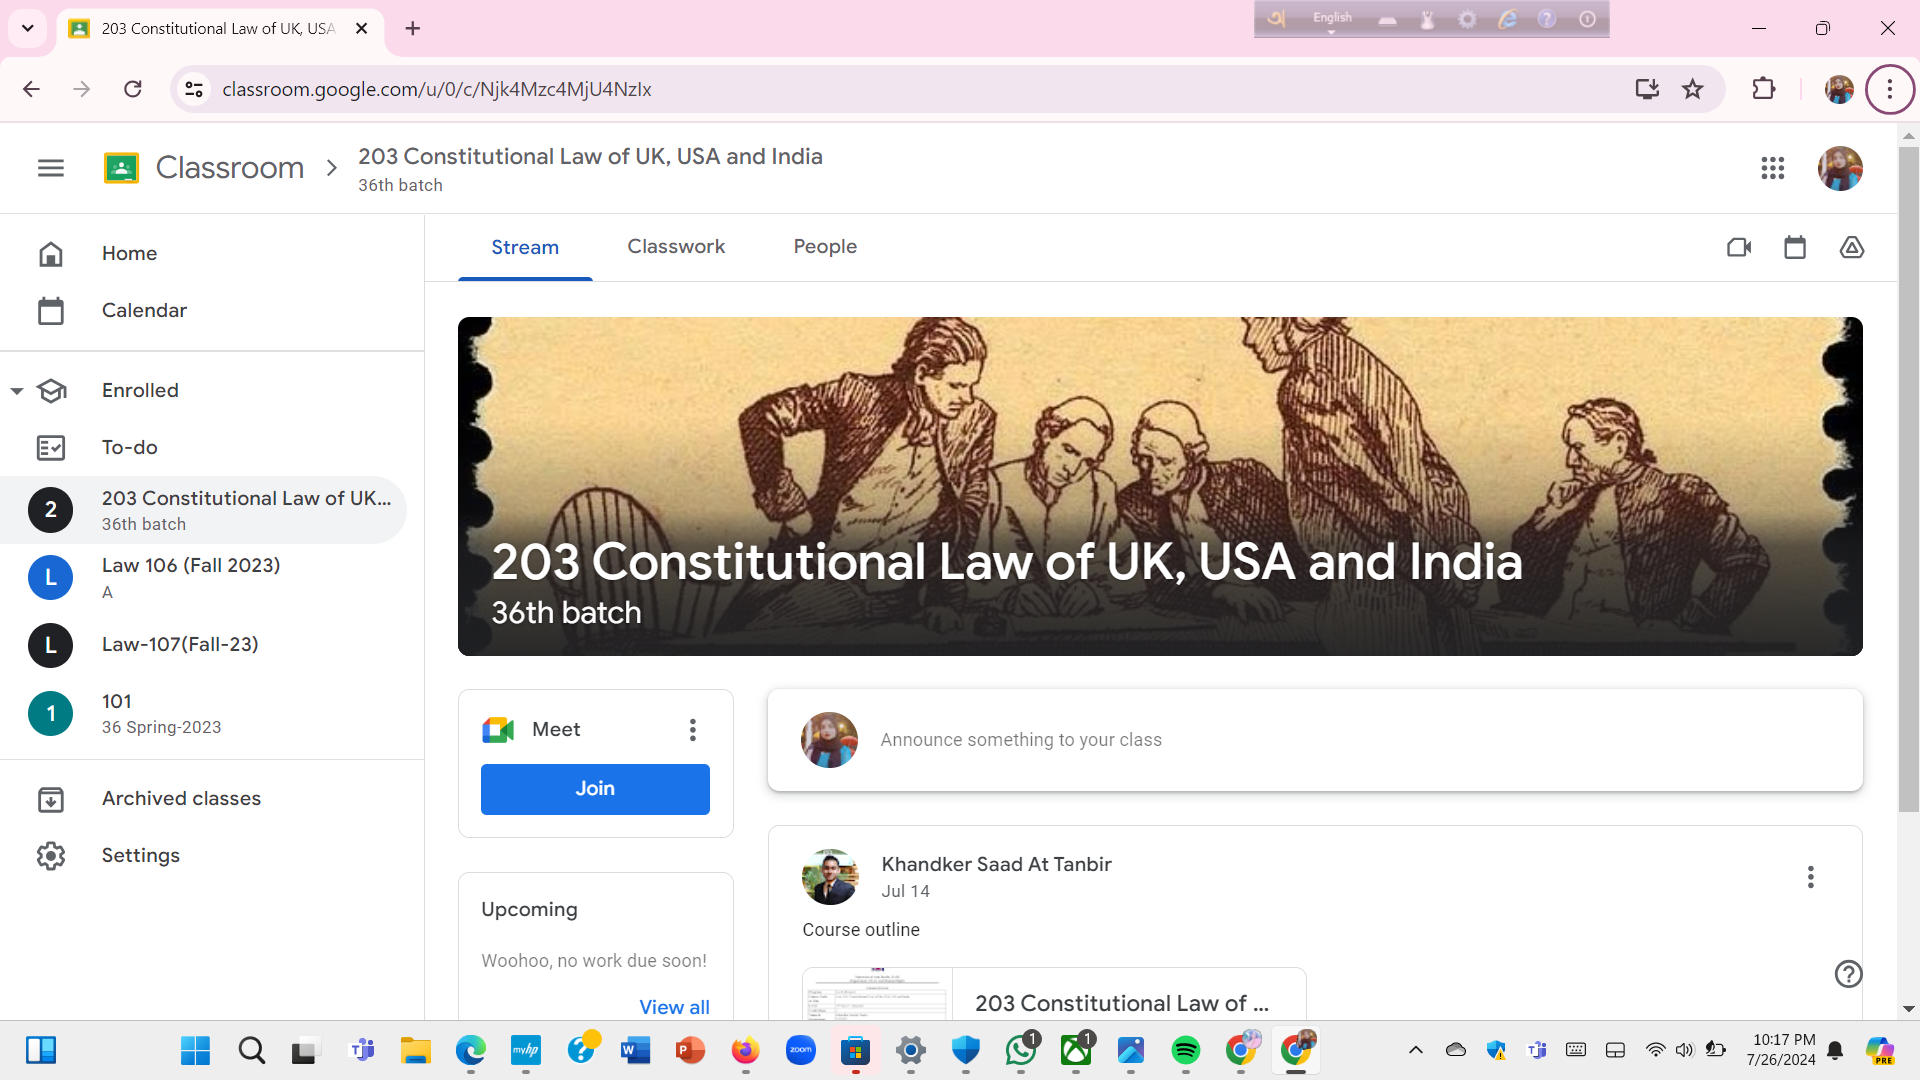 203 Constitutional Law of UK, USA
English
classroom.google.com/u/0/c/Njk4Mzc4MjU4NzIx
Classroom
203 Constitutional Law of UK, USA and India
36th batch
Home
Calendar
Enrolled
To-do
2
203 Constitutional Law of UK...
36th batch
L
Law 106 (Fall 2023)
A
L
Law-107(Fall-23)
1
101
36 Spring-2023
Archived classes
Settings
Stream
Classwork
People
203 Constitutional Law of UK, USA and India
36th batch
Meet
Join
Upcoming
Woohoo, no work due soon!
View all
Announce something to your class
Khandker Saad At Tanbir
Jul 14
Course outline
203 Constitutional Law of ...
myhp
zoom
1
1
10:17 PM
7/26/2024
PRE